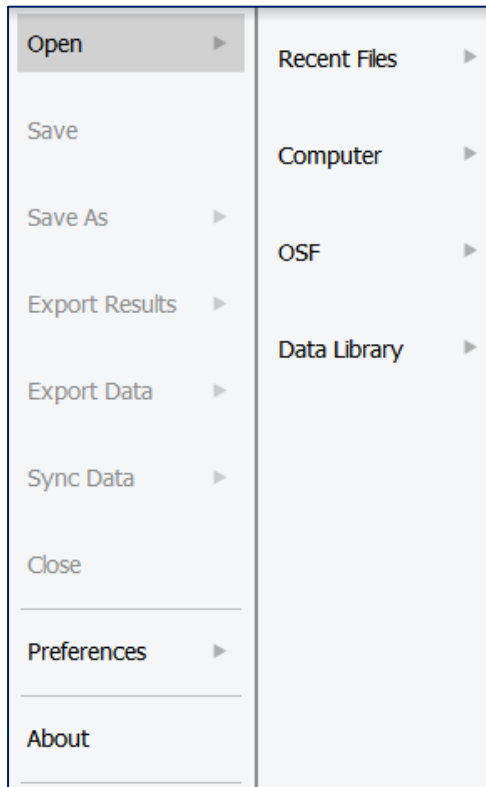 Open
Save
Save As
Export Results
Export Data
Sync Data
Close
Preferences
About
Recent Files
Computer
OSF
Data Library